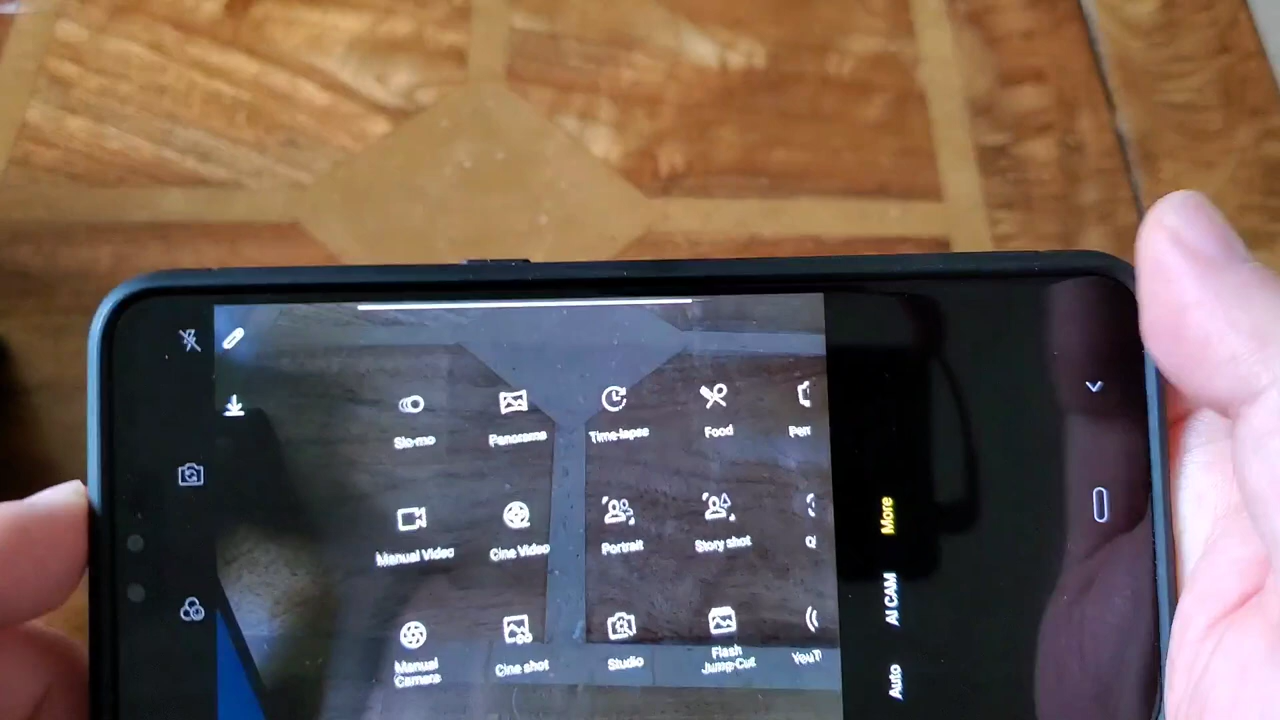 Slo-mo
Panorama
Time-lapse
Food
Manual Video
Cine Video
Portrait
Story shot
Q
Manual
Camera
Cine shot
Studio
Flash
Jump-Cut
YouT
More
AI CAM
Auto